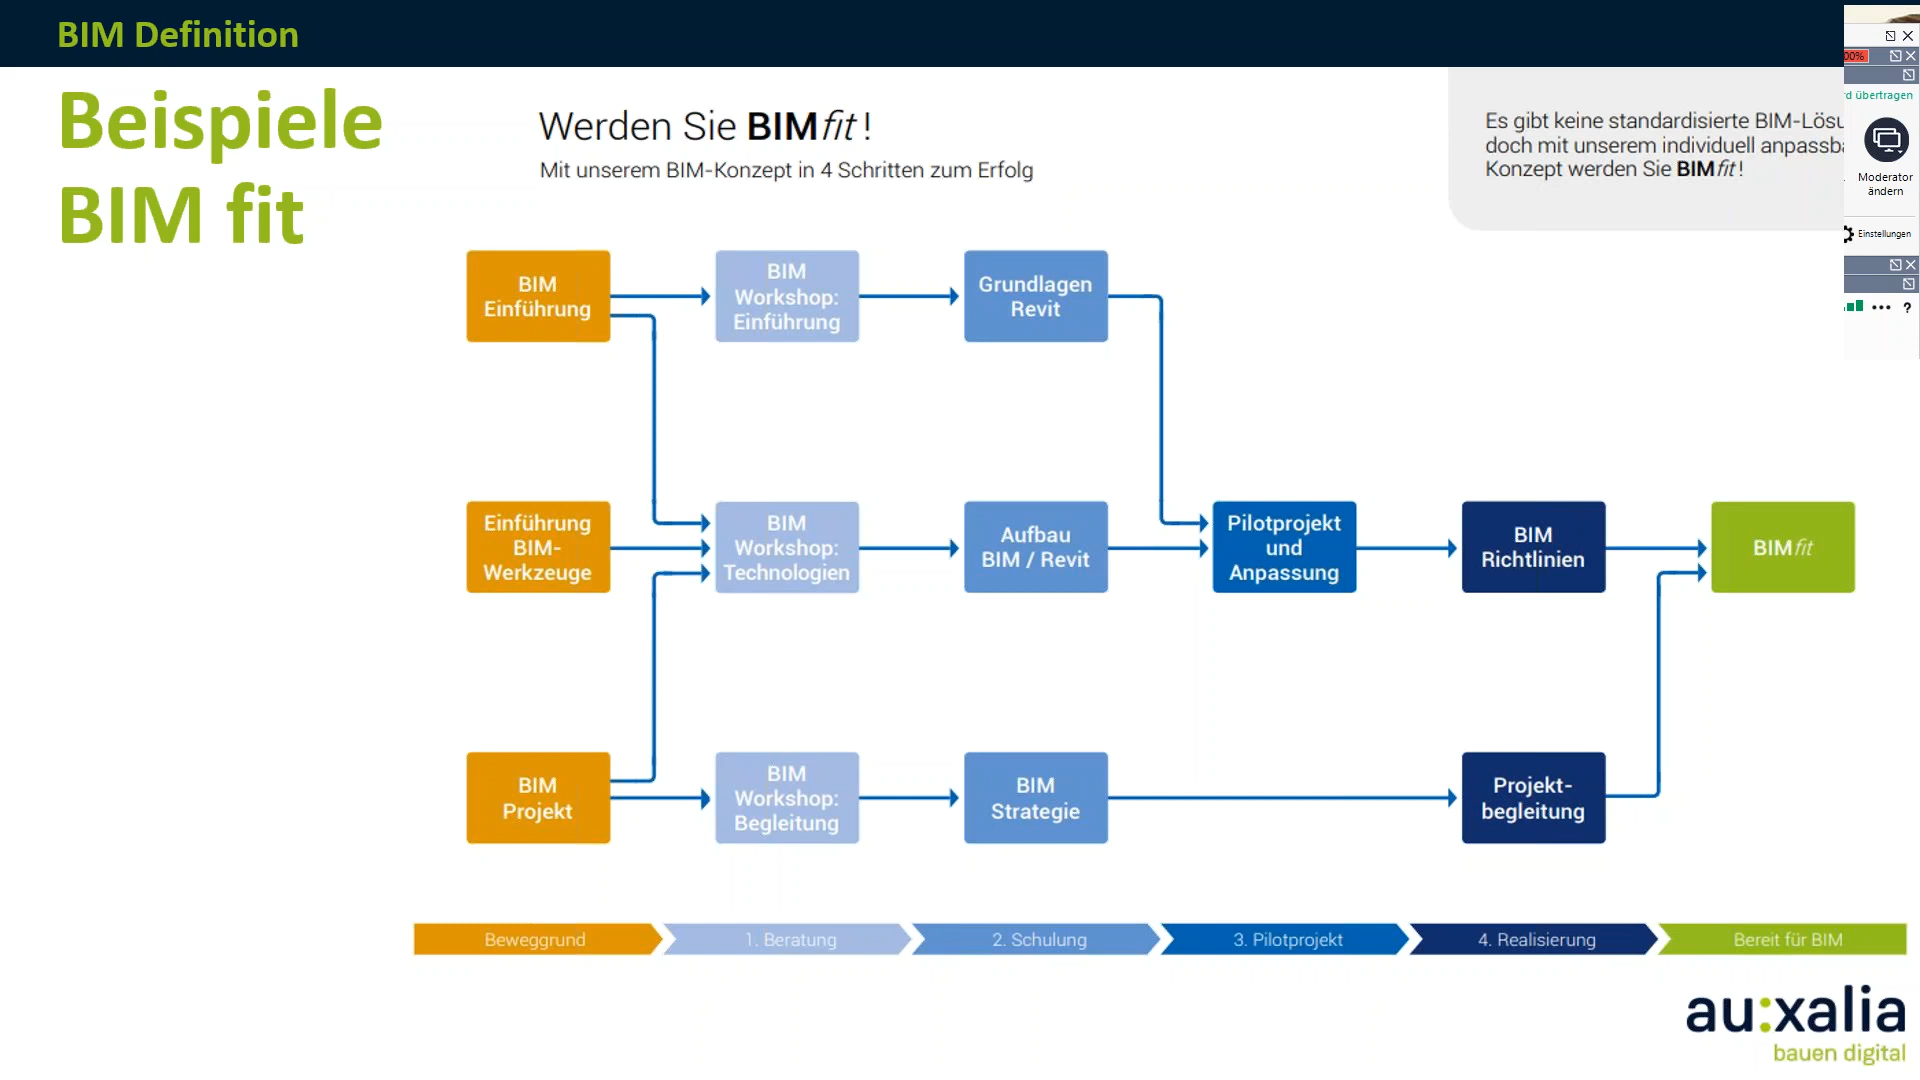 BIM Definition
Beispiele
BIM fit
Werden Sie BIMfit !
Mit unserem BIM-Konzept in 4 Schritten zum Erfolg
Es gibt keine standardisierte BIM-Lösu
doch mit unserem individuell anpassba
Konzept werden Sie BIMfit !
00%
rd übertragen
Moderator
ändern
Einstellungen
?
BIM
Einführung
BIM
Workshop:
Einführung
Grundlagen
Revit
Einführung
BIM-
Werkzeuge
BIM
Workshop:
Technologien
Aufbau
BIM / Revit
Pilotprojekt
und
Anpassung
BIM
Richtlinien
BIMfit
BIM
Projekt
BIM
Workshop:
Begleitung
BIM
Strategie
Projekt-
begleitung
Beweggrund
1. Beratung
2. Schulung
3. Pilotprojekt
4. Realisierung
Bereit für BIM
au:xalia
bauen digital